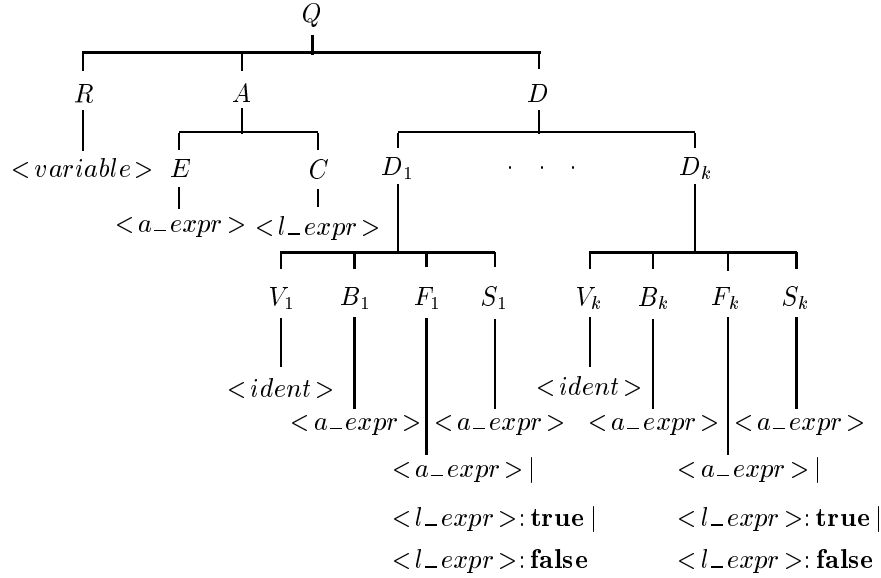 Q
R A D
<variable> E C D₁ · · · Dₖ
<a_expr> <l_expr>
V₁ B₁ F₁ S₁ Vₖ Bₖ Fₖ Sₖ
<ident> <ident>
<a_expr> <a_expr> <a_expr> <a_expr>
<a_expr> | <a_expr> |
<l_expr>: true | <l_expr>: true |
<l_expr>: false <l_expr>: false